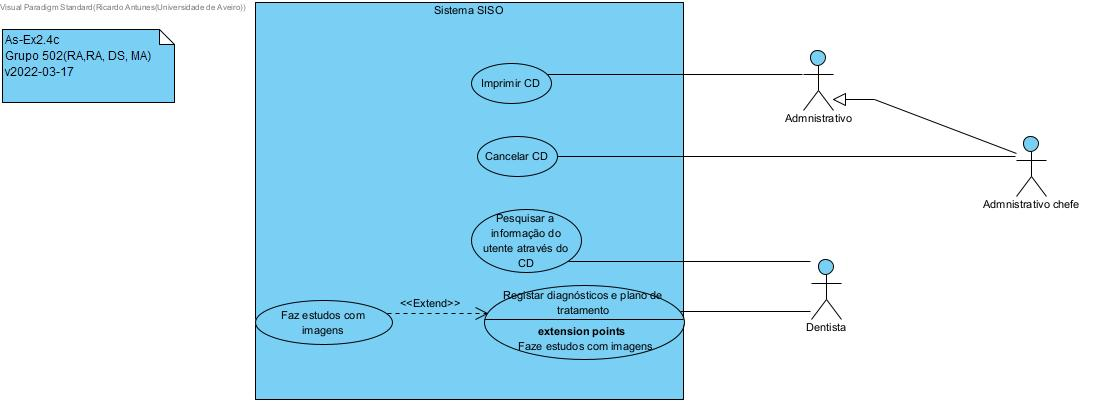 Visual Paradigm Standard(Ricardo Antunes(Universidade de Aveiro))
As-Ex2.4c
Grupo 502(RA,RA, DS, MA)
v2022-03-17
Sistema SISO
Imprimir CD
Admnistrativo
Cancelar CD
Admnistrativo chefe
Pesquisar a
informação do
utente através do
CD
Registar diagnósticos e plano de
tratamento
extension points
Faze estudos com imagens
<<Extend>>
Faz estudos com
imagens
Dentista